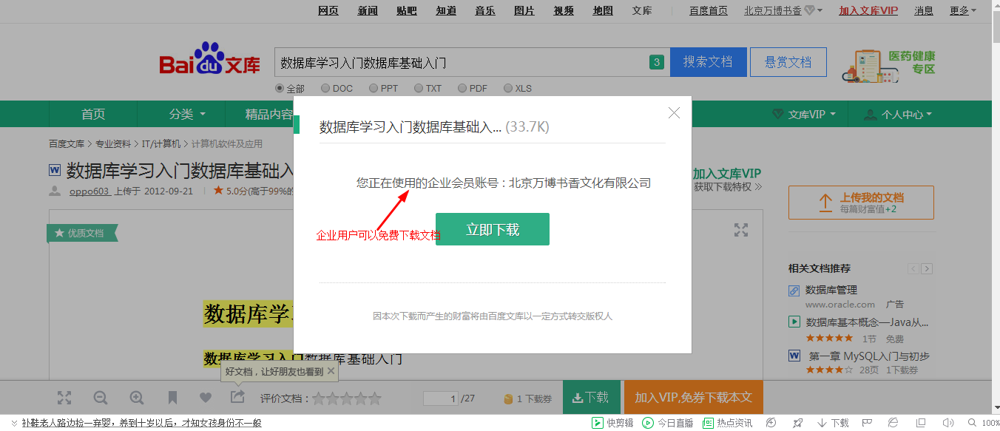 网页 新闻 贴吧 知道 音乐 图片 视频 地图 文库 百度首页 北京万博书香 加入文库VIP 消息 更多
Bai du 文库
数据库学习入门数据库基础入门 3 搜索文档 悬赏文档
医药健康
专区
全部 DOC PPT TXT PDF XLS
首页 分类 精品内容 文库VIP 个人中心
数据库学习入门数据库基础入... (33.7K)
百度文库 > 专业资料 > IT/计算机 > 计算机软件及应用
W 数据库学习入门数据库基础入
oppo603 上传于 2012-09-21 5.0分(高于99%的
您正在使用的企业会员账号：北京万博书香文化有限公司
加入文库VIP
获取下载特权
上传我的文档
每篇财富值+2
企业用户可以免费下载文档
立即下载
优质文档
相关文档推荐
数据库管理
www.oracle.com 广告
数据库基本概念—Java从...
1节 免费
W 第一章 MySQL入门与初步
28页 1下载券
数据库学
因本次下载而产生的财富将由百度文库以一定方式转交版权人
数据库学习入门数据库基础入门
好文档，让好朋友也看到
评价文档： 1 /27 1 下载券 下载 加入VIP,免券下载本文
补鞋老人路边捡一弃婴，养到十岁以后，才知女孩身份不一般 快剪辑 今日直播 热点资讯 下载 100%